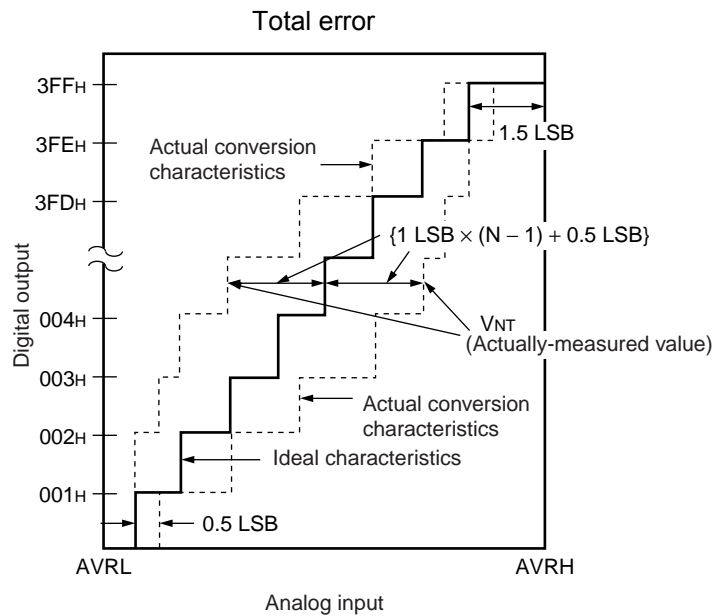 Total error
3FFH
3FEH
3FDH
004H
003H
002H
001H
Digital output
Actual conversion
characteristics
1.5 LSB
{1 LSB × (N − 1) + 0.5 LSB}
VNT
(Actually-measured value)
Actual conversion
characteristics
Ideal characteristics
0.5 LSB
AVRL
AVRH
Analog input